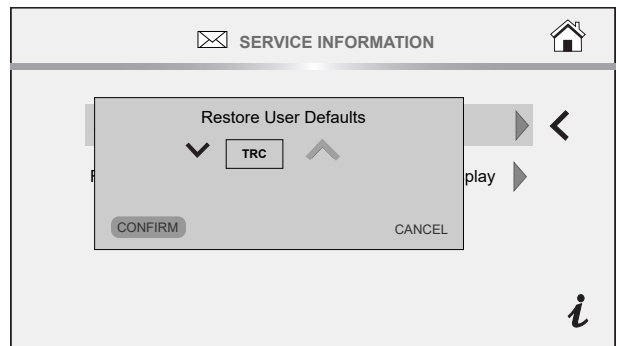 SERVICE INFORMATION
Restore User Defaults
TRC
play
CONFIRM CANCEL
i